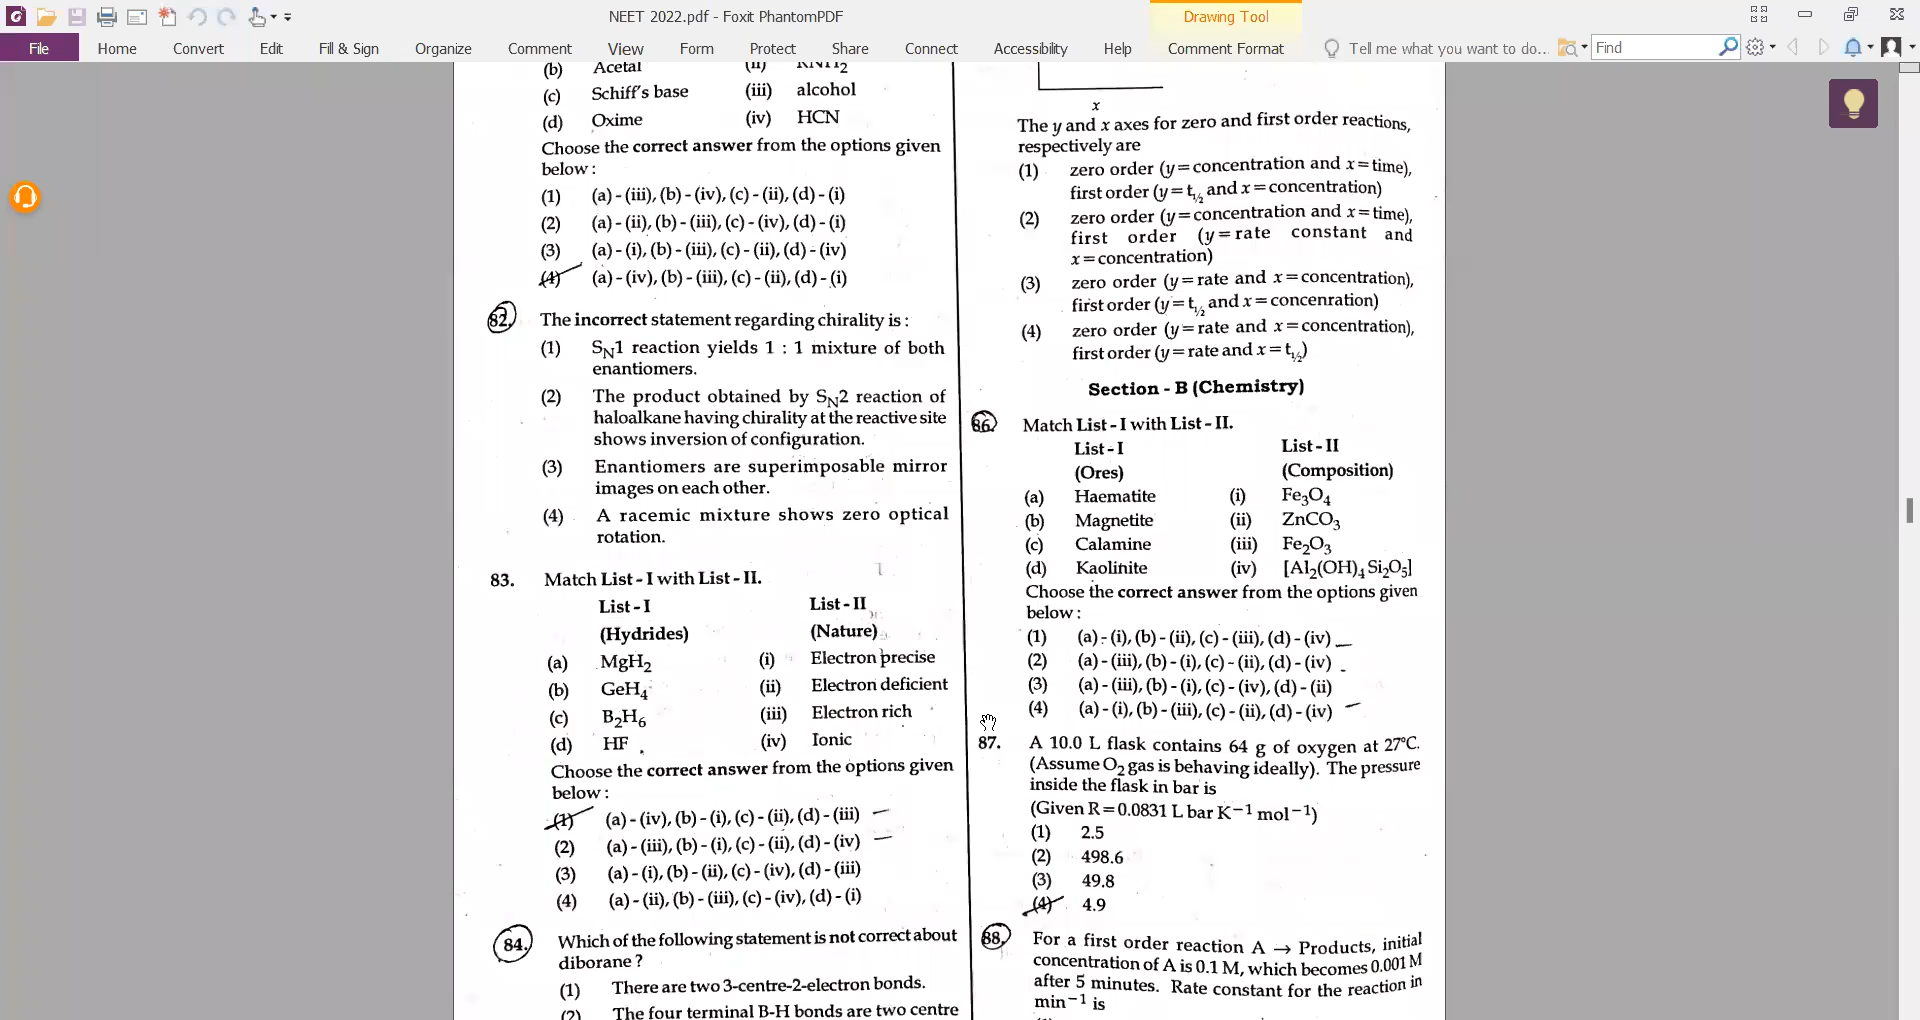 NEET 2022.pdf - Foxit PhantomPDF
Drawing Tool
File Home Convert Edit Fill & Sign Organize Comment View Form Protect Share Connect Accessibility Help Comment Format Tell me what you want to do... Find
(b) Acetal (ii) RNH2
(c) Schiff's base (iii) alcohol
(d) Oxime (iv) HCN
Choose the correct answer from the options given
below :
(1) (a) - (iii), (b) - (iv), (c) - (ii), (d) - (i)
(2) (a) - (ii), (b) - (iii), (c) - (iv), (d) - (i)
(3) (a) - (i), (b) - (iii), (c) - (ii), (d) - (iv)
(4) (a) - (iv), (b) - (iii), (c) - (ii), (d) - (i)
82. The incorrect statement regarding chirality is :
(1) SN1 reaction yields 1 : 1 mixture of both
enantiomers.
(2) The product obtained by SN2 reaction of
haloalkane having chirality at the reactive site
shows inversion of configuration.
(3) Enantiomers are superimposable mirror
images on each other.
(4) A racemic mixture shows zero optical
rotation.
83. Match List - I with List - II.
List - I List - II
(Hydrides) (Nature)
(a) MgH2 (i) Electron precise
(b) GeH4 (ii) Electron deficient
(c) B2H6 (iii) Electron rich
(d) HF (iv) Ionic
Choose the correct answer from the options given
below :
(1) (a) - (iv), (b) - (i), (c) - (ii), (d) - (iii)
(2) (a) - (iii), (b) - (i), (c) - (ii), (d) - (iv)
(3) (a) - (i), (b) - (ii), (c) - (iv), (d) - (iii)
(4) (a) - (ii), (b) - (iii), (c) - (iv), (d) - (i)
84. Which of the following statement is not correct about
diborane ?
(1) There are two 3-centre-2-electron bonds.
(2) The four terminal B-H bonds are two centre
x
The y and x axes for zero and first order reactions,
respectively are
(1) zero order (y = concentration and x = time),
first order (y = t½ and x = concentration)
(2) zero order (y = concentration and x = time),
first order (y = rate constant and
x = concentration)
(3) zero order (y = rate and x = concentration),
first order (y = t½ and x = concenration)
(4) zero order (y = rate and x = concentration),
first order (y = rate and x = t½)
Section - B (Chemistry)
86. Match List - I with List - II.
List - I List - II
(Ores) (Composition)
(a) Haematite (i) Fe3O4
(b) Magnetite (ii) ZnCO3
(c) Calamine (iii) Fe2O3
(d) Kaolinite (iv) [Al2(OH)4 Si2O5]
Choose the correct answer from the options given
below :
(1) (a) - (i), (b) - (ii), (c) - (iii), (d) - (iv)
(2) (a) - (iii), (b) - (i), (c) - (ii), (d) - (iv)
(3) (a) - (iii), (b) - (i), (c) - (iv), (d) - (ii)
(4) (a) - (i), (b) - (iii), (c) - (ii), (d) - (iv)
87. A 10.0 L flask contains 64 g of oxygen at 27°C.
(Assume O2 gas is behaving ideally). The pressure
inside the flask in bar is
(Given R = 0.0831 L bar K−1 mol−1)
(1) 2.5
(2) 498.6
(3) 49.8
(4) 4.9
88. For a first order reaction A → Products, initial
concentration of A is 0.1 M, which becomes 0.001 M
after 5 minutes. Rate constant for the reaction in
min−1 is